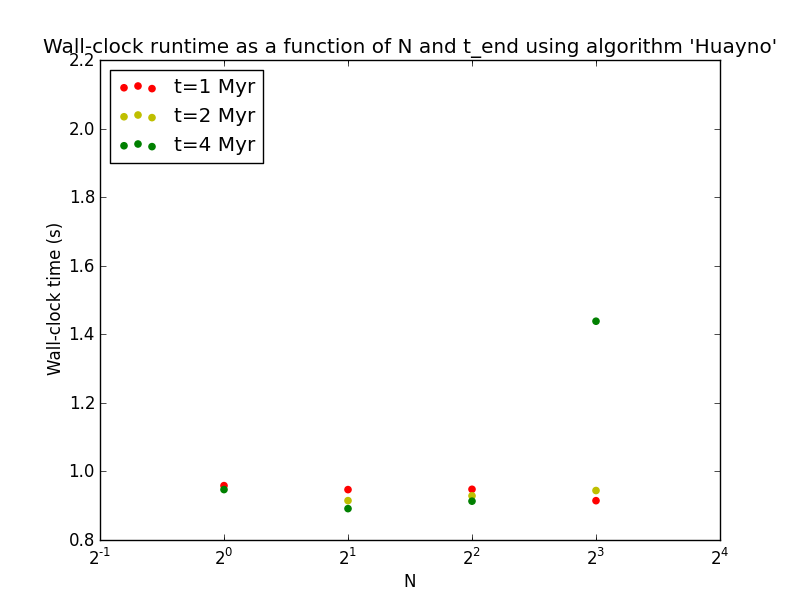 Wall-clock runtime as a function of N and t_end using algorithm 'Huayno'
2.2
t=1 Myr
t=2 Myr
t=4 Myr
2.0
1.8
1.6
1.4
1.2
1.0
0.8
Wall-clock time (s)
2^-1 2^0 2^1 2^2 2^3 2^4
N